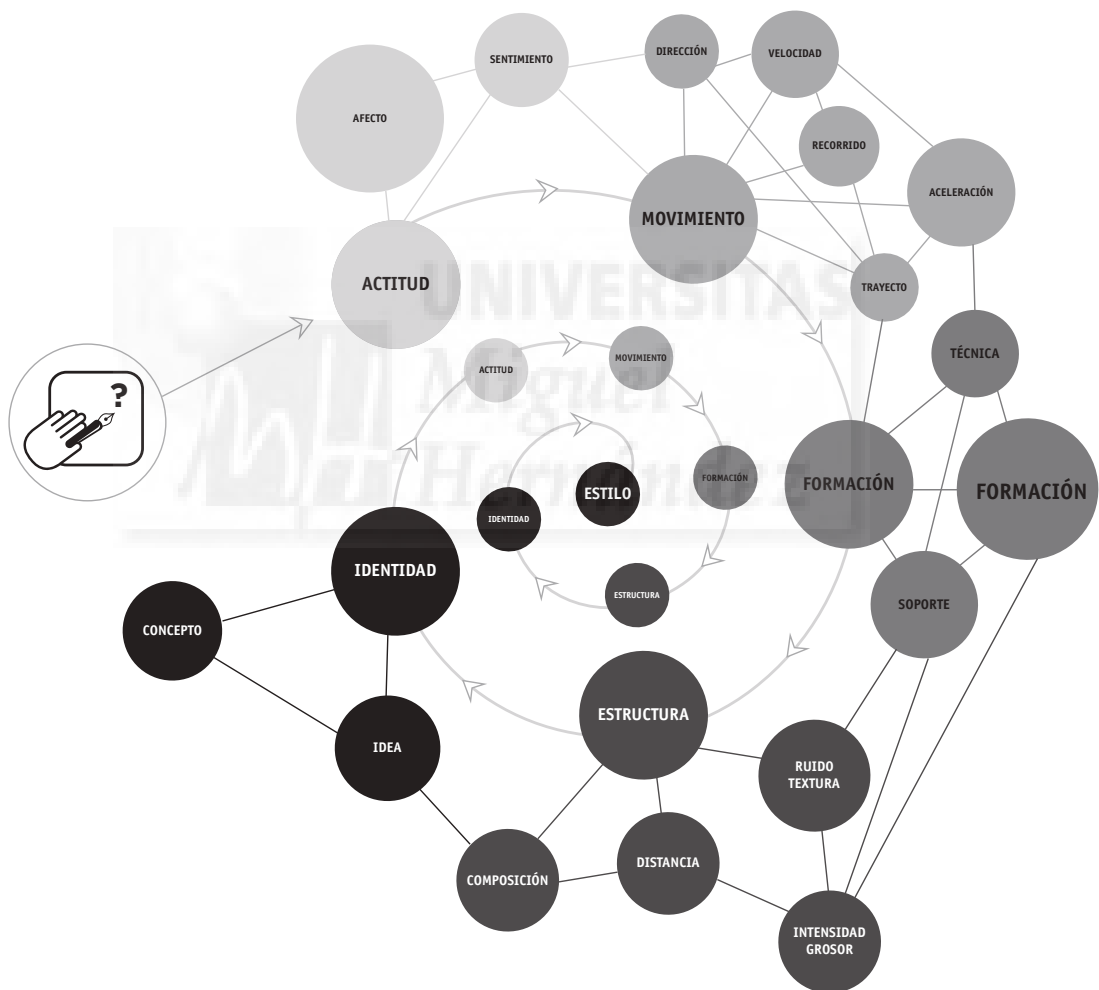 SENTIMIENTO
DIRECCIÓN
VELOCIDAD
AFECTO
RECORRIDO
ACELERACIÓN
MOVIMIENTO
ACTITUD
UNIVERSITAS
TRAYECTO
TÉCNICA
ACTITUD
MOVIMIENTO
Miguel
?
FORMACIÓN
FORMACIÓN
FORMACIÓN
Hernández
ESTILO
IDENTIDAD
IDENTIDAD
ESTRUCTURA
SOPORTE
CONCEPTO
ESTRUCTURA
IDEA
RUIDO
TEXTURA
DISTANCIA
COMPOSICIÓN
INTENSIDAD
GROSOR